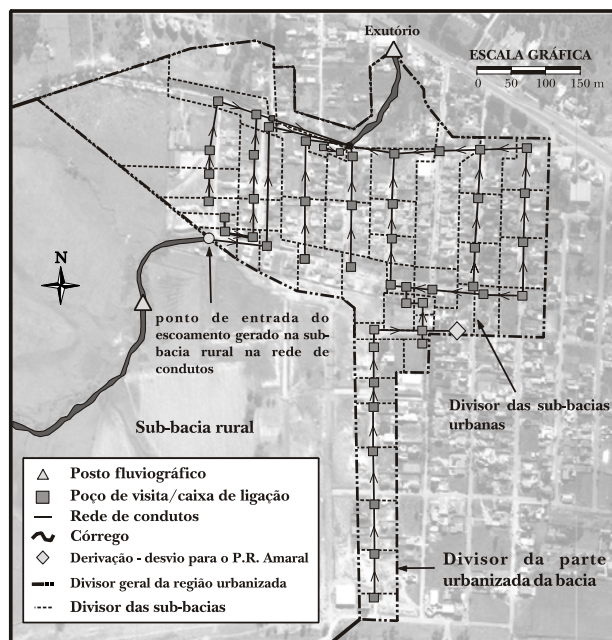 Exutório
ESCALA GRÁFICA
0 50 100 150 m
N
ponto de entrada do
escoamento gerado na sub-
bacia rural na rede de
condutos
Divisor das sub-bacias
urbanas
Sub-bacia rural
Posto fluviográfico
Poço de visita/caixa de ligação
Rede de condutos
Córrego
Derivação - desvio para o P.R. Amaral
Divisor geral da região urbanizada
Divisor das sub-bacias
Divisor da parte
urbanizada da bacia